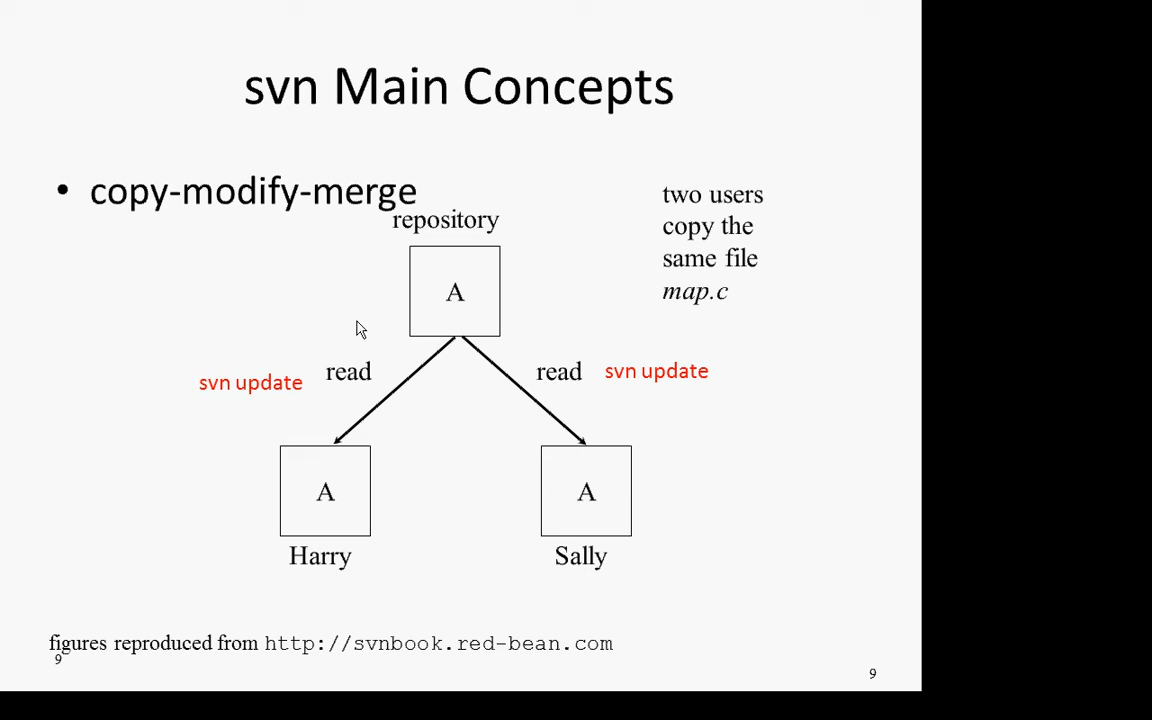 svn Main Concepts
• copy-modify-merge
repository
two users
copy the
same file
map.c
A
svn update
read
read
svn update
A
A
Harry
Sally
figures reproduced from http://svnbook.red-bean.com
9
9